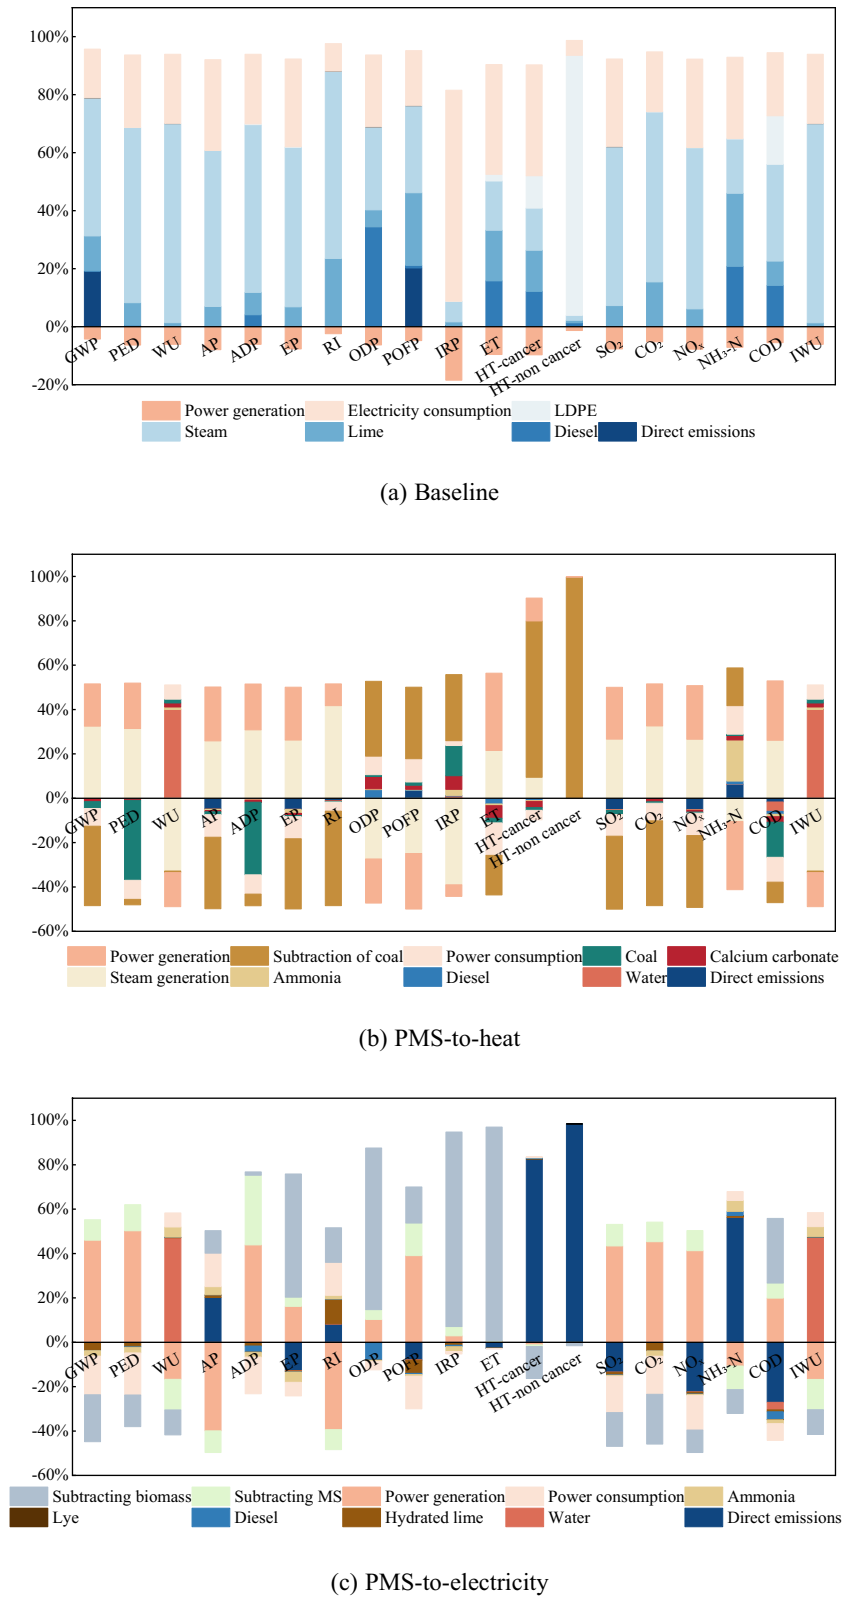 100%
80%
60%
40%
20%
0%
-20%
GWP PED WU AP ADP EP RI ODP POFP IRP ET HT-cancer HT-non cancer SO₂ CO₂ NOₓ NH₃-N COD IWU
Power generation Electricity consumption LDPE
Steam Lime Diesel Direct emissions
(a) Baseline
100%
80%
60%
40%
20%
0%
-20%
-40%
-60%
GWP PED WU AP ADP EP RI ODP POFP IRP ET HT-cancer HT-non cancer SO₂ CO₂ NOₓ NH₃-N COD IWU
Power generation Subtraction of coal Power consumption Coal Calcium carbonate
Steam generation Ammonia Diesel Water Direct emissions
(b) PMS-to-heat
100%
80%
60%
40%
20%
0%
-20%
-40%
-60%
GWP PED WU AP ADP EP RI ODP POFP IRP ET HT-cancer HT-non cancer SO₂ CO₂ NOₓ NH₃-N COD IWU
Subtracting biomass Subtracting MS Power generation Power consumption Ammonia
Lye Diesel Hydrated lime Water Direct emissions
(c) PMS-to-electricity